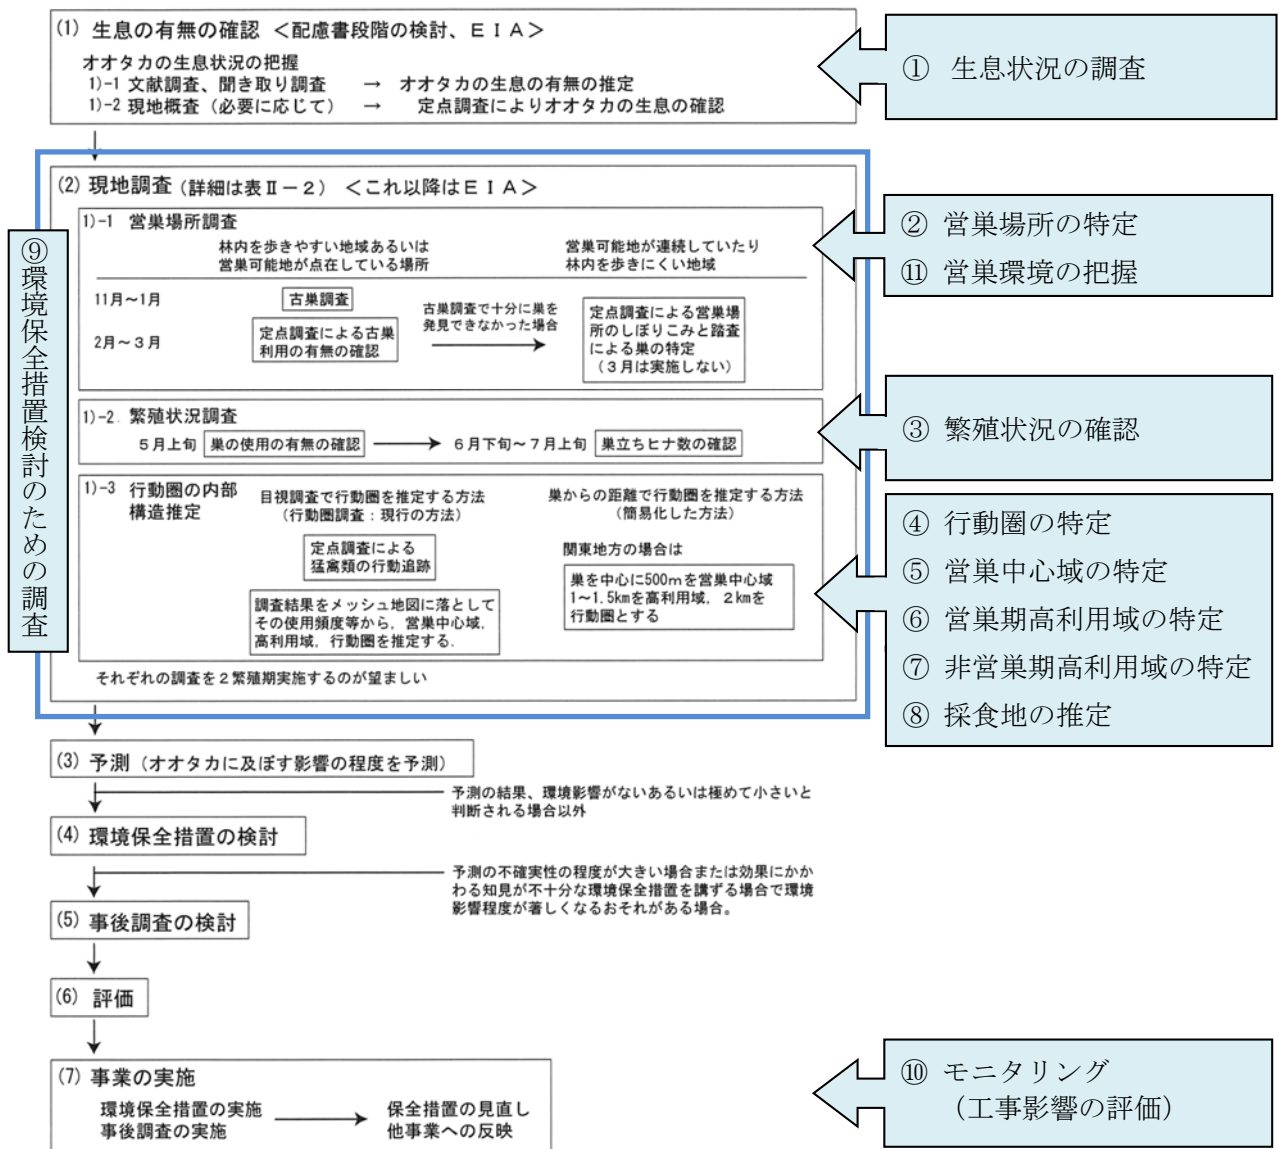 (1) 生息の有無の確認 ＜配慮書段階の検討、ＥＩＡ＞
オオタカの生息状況の把握
1)-1 文献調査、聞き取り調査 → オオタカの生息の有無の推定
1)-2 現地概査（必要に応じて） → 定点調査によりオオタカの生息の確認
① 生息状況の調査
(2) 現地調査（詳細は表Ⅱ－２） ＜これ以降はＥＩＡ＞
1)-1 営巣場所調査
林内を歩きやすい地域あるいは
営巣可能地が点在している場所
営巣可能地が連続していたり
林内を歩きにくい地域
11月～1月
古巣調査
2月～３月
定点調査による古巣
利用の有無の確認
古巣調査で十分に巣を
発見できなかった場合
定点調査による営巣場
所のしぼりこみと踏査
による巣の特定
（３月は実施しない）
② 営巣場所の特定
⑪ 営巣環境の把握
⑨環境保全措置検討のための調査
1)-2. 繁殖状況調査
５月上旬 巣の使用の有無の確認 → ６月下旬～７月上旬 巣立ちヒナ数の確認
③ 繁殖状況の確認
1)-3 行動圏の内部
構造推定
目視調査で行動圏を推定する方法
（行動圏調査：現行の方法）
定点調査による
猛禽類の行動追跡
調査結果をメッシュ地図に落として
その使用頻度等から，営巣中心域，
高利用域，行動圏を推定する．
巣からの距離で行動圏を推定する方法
（簡易化した方法）
関東地方の場合は
巣を中心に500ｍを営巣中心域
1～1.5kmを高利用域，２kmを
行動圏とする
④ 行動圏の特定
⑤ 営巣中心域の特定
⑥ 営巣期高利用域の特定
⑦ 非営巣期高利用域の特定
⑧ 採食地の推定
それぞれの調査を２繁殖期実施するのが望ましい
(3) 予測（オオタカに及ぼす影響の程度を予測）
予測の結果、環境影響がないあるいは極めて小さいと
判断される場合以外
(4) 環境保全措置の検討
予測の不確実性の程度が大きい場合または効果にかか
わる知見が不十分な環境保全措置を講ずる場合で環境
影響程度が著しくなるおそれがある場合。
(5) 事後調査の検討
(6) 評価
(7) 事業の実施
環境保全措置の実施
事後調査の実施
保全措置の見直し
他事業への反映
⑩ モニタリング
（工事影響の評価）